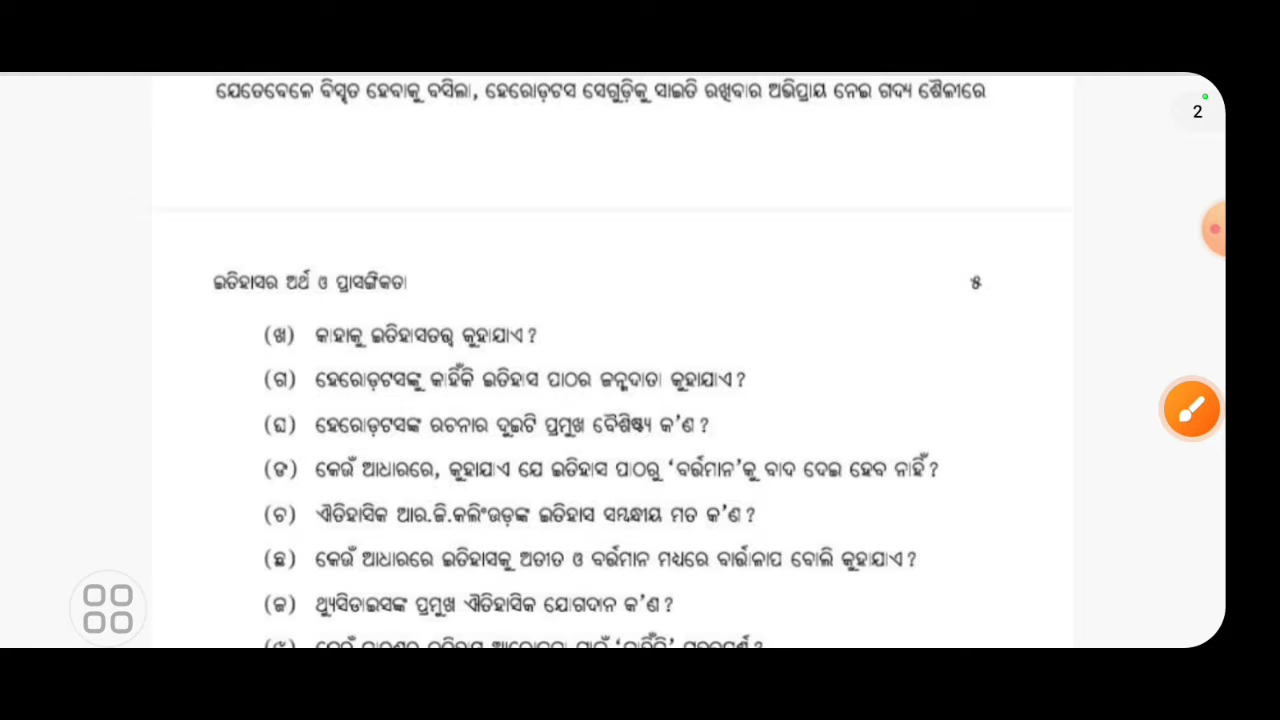 ଯେତେବେଳେ ବିସ୍ମୃତ ହେବାକୁ ବସିଲା, ହେରୋଡ଼ଟସ ସେଗୁଡ଼ିକୁ ସାଇତି ରଖିବାର ଅଭିପ୍ରାୟ ନେଇ ଗଦ୍ୟ ଶୈଳୀରେ
2
ଇତିହାସର ଅର୍ଥ ଓ ପ୍ରାସଙ୍ଗିକତା ୫
(ଖ) କାହାକୁ ଇତିହାସତତ୍ତ୍ଵ କୁହାଯାଏ ?
(ଗ) ହେରୋଡ଼ଟସଙ୍କୁ କାହିଁକି ଇତିହାସ ପାଠର ଜନ୍ମଦାତା କୁହାଯାଏ ?
(ଘ) ହେରୋଡ଼ଟସଙ୍କ ରଚନାର ଦୁଇଟି ପ୍ରମୁଖ ବୈଶିଷ୍ଟ୍ୟ କ'ଣ ?
(ଙ) କେଉଁ ଆଧାରରେ, କୁହାଯାଏ ଯେ ଇତିହାସ ପାଠରୁ 'ବର୍ତ୍ତମାନ'କୁ ବାଦ ଦେଇ ହେବ ନାହିଁ ?
(ଚ) ଐତିହାସିକ ଆର.ଜି.କଲିଂଉଡ଼ଙ୍କ ଇତିହାସ ସମ୍ବନ୍ଧୀୟ ମତ କ'ଣ ?
(ଛ) କେଉଁ ଆଧାରରେ ଇତିହାସକୁ ଅତୀତ ଓ ବର୍ତ୍ତମାନ ମଧ୍ୟରେ ବାର୍ତ୍ତାଳାପ ବୋଲି କୁହାଯାଏ ?
(ଜ) ଥ୍ୟୁସିଡାଇସଙ୍କ ପ୍ରମୁଖ ଐତିହାସିକ ଯୋଗଦାନ କ'ଣ ?